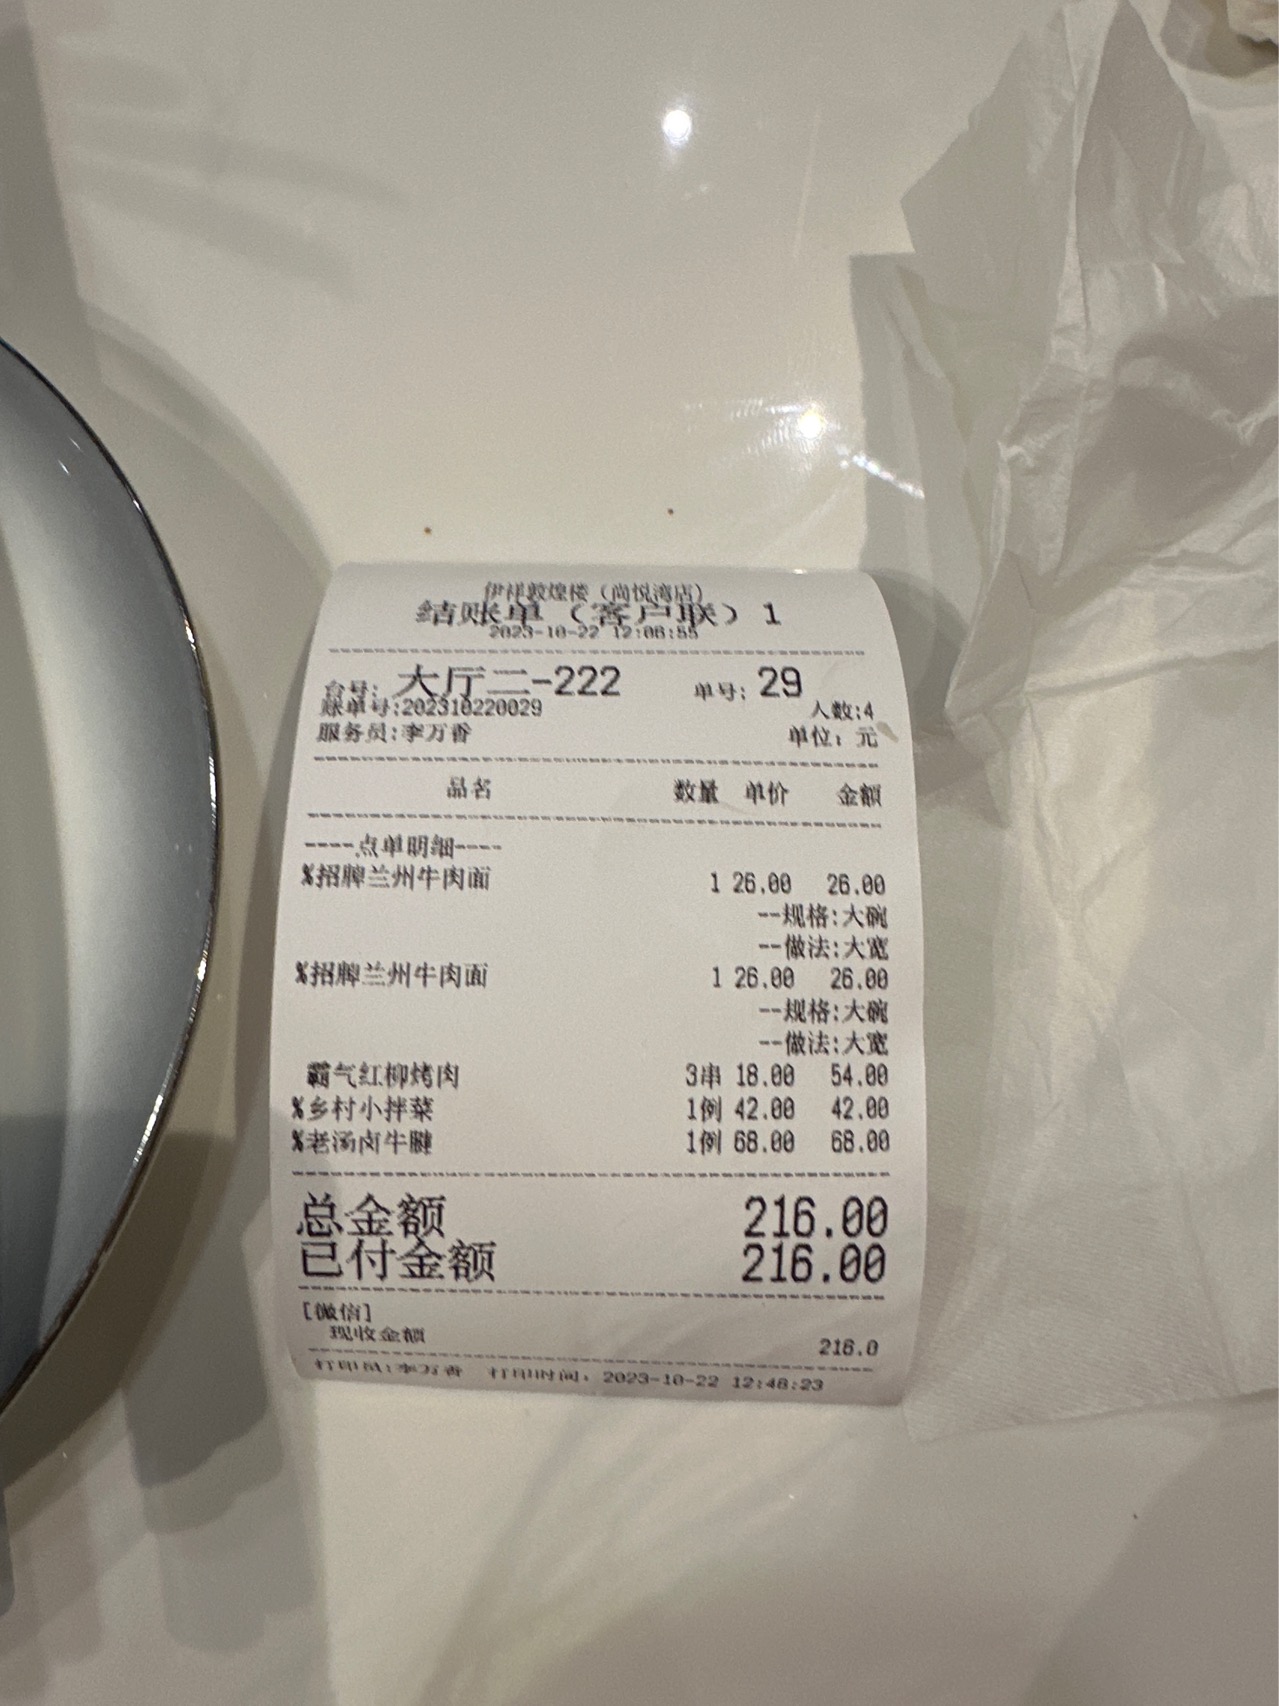 伊祥敦煌楼（尚悦湾店）
结账单（客户联）1
2023-10-22 12:06:55
台号: 大厅二-222 单号: 29
账单号:202310220029 人数:4
服务员:李万香 单位: 元
品名 数量 单价 金额
----点单明细----
%招牌兰州牛肉面 1 26.00 26.00
--规格:大碗
--做法:大宽
%招牌兰州牛肉面 1 26.00 26.00
--规格:大碗
--做法:大宽
霸气红柳烤肉 3串 18.00 54.00
%乡村小拌菜 1例 42.00 42.00
%老汤卤牛腱 1例 68.00 68.00
总金额 216.00
已付金额 216.00
[微信]
现收金额 216.0
打印员:李万香 打印时间: 2023-10-22 12:48:23